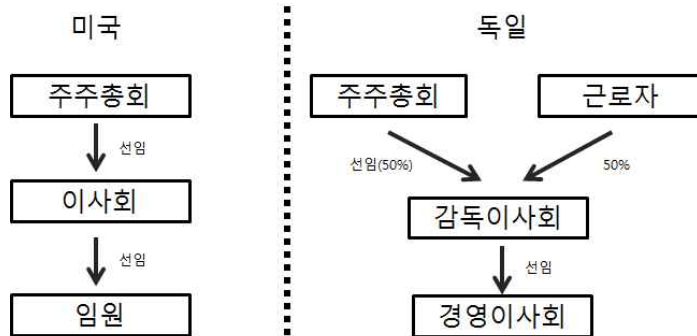 미국
주주총회
선임
이사회
선임
임원
독일
주주총회
근로자
선임(50%)
50%
감독이사회
선임
경영이사회